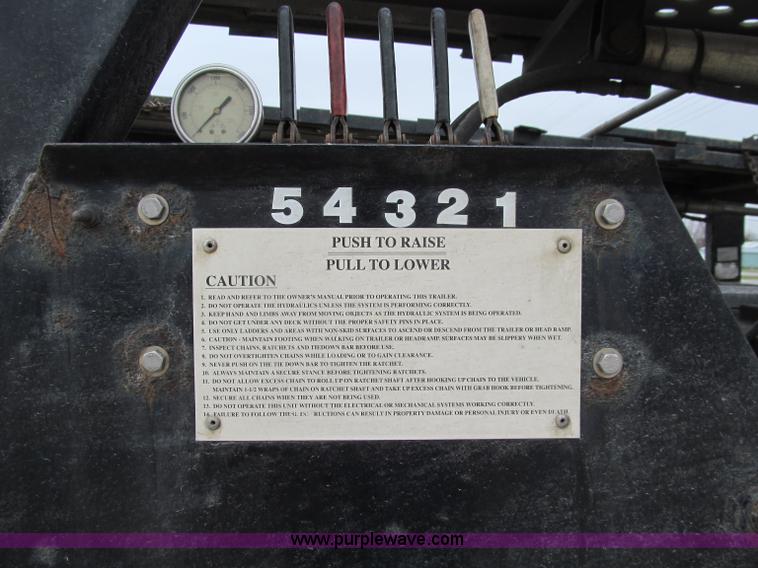 54321
PUSH TO RAISE
PULL TO LOWER
CAUTION
1. READ AND REFER TO THE OWNER'S MANUAL PRIOR TO OPERATING THIS TRAILER.
2. DO NOT OPERATE THE HYDRAULICS UNLESS THE SYSTEM IS PERFORMING CORRECTLY.
3. KEEP HAND AND LIMBS AWAY FROM MOVING OBJECTS AS THE HYDRAULIC SYSTEM IS BEING OPERATED.
4. DO NOT GET UNDER ANY DECK WITHOUT THE PROPER SAFETY PINS IN PLACE.
5. USE ONLY LADDERS AND AREAS WITH NON-SKID SURFACES TO ASCEND OR DESCEND FROM THE TRAILER OR HEAD RAMP.
6. CAUTION - MAINTAIN FOOTING WHEN WALKING ON TRAILER OR HEADRAMP. SURFACES MAY BE SLIPPERY WHEN WET.
7. INSPECT CHAINS, RATCHETS AND TIEDOWN BAR BEFORE USE.
8. DO NOT OVERTIGHTEN CHAINS WHILE LOADING OR TO GAIN CLEARANCE.
9. NEVER PUSH ON THE TIE DOWN BAR TO TIGHTEN THE RATCHET.
10. ALWAYS MAINTAIN A SECURE STANCE BEFORE TIGHTENING RATCHETS.
11. DO NOT ALLOW EXCESS CHAIN TO ROLL UP ON RATCHET SHAFT AFTER HOOKING UP CHAIN TO THE VEHICLE.
MAINTAIN 1-1/2 WRAPS OF CHAIN ON RATCHET SHAFT AND TAKE UP EXCESS CHAIN WITH GRAB HOOK BEFORE TIGHTENING.
12. SECURE ALL CHAINS WHEN THEY ARE NOT BEING USED.
13. DO NOT OPERATE THIS UNIT WITHOUT THE ELECTRICAL OR MECHANICAL SYSTEMS WORKING CORRECTLY.
14. FAILURE TO FOLLOW THESE INS RUCTIONS CAN RESULT IN PROPERTY DAMAGE OR PERSONAL INJURY OR EVEN DEATH
www.purplewave.com